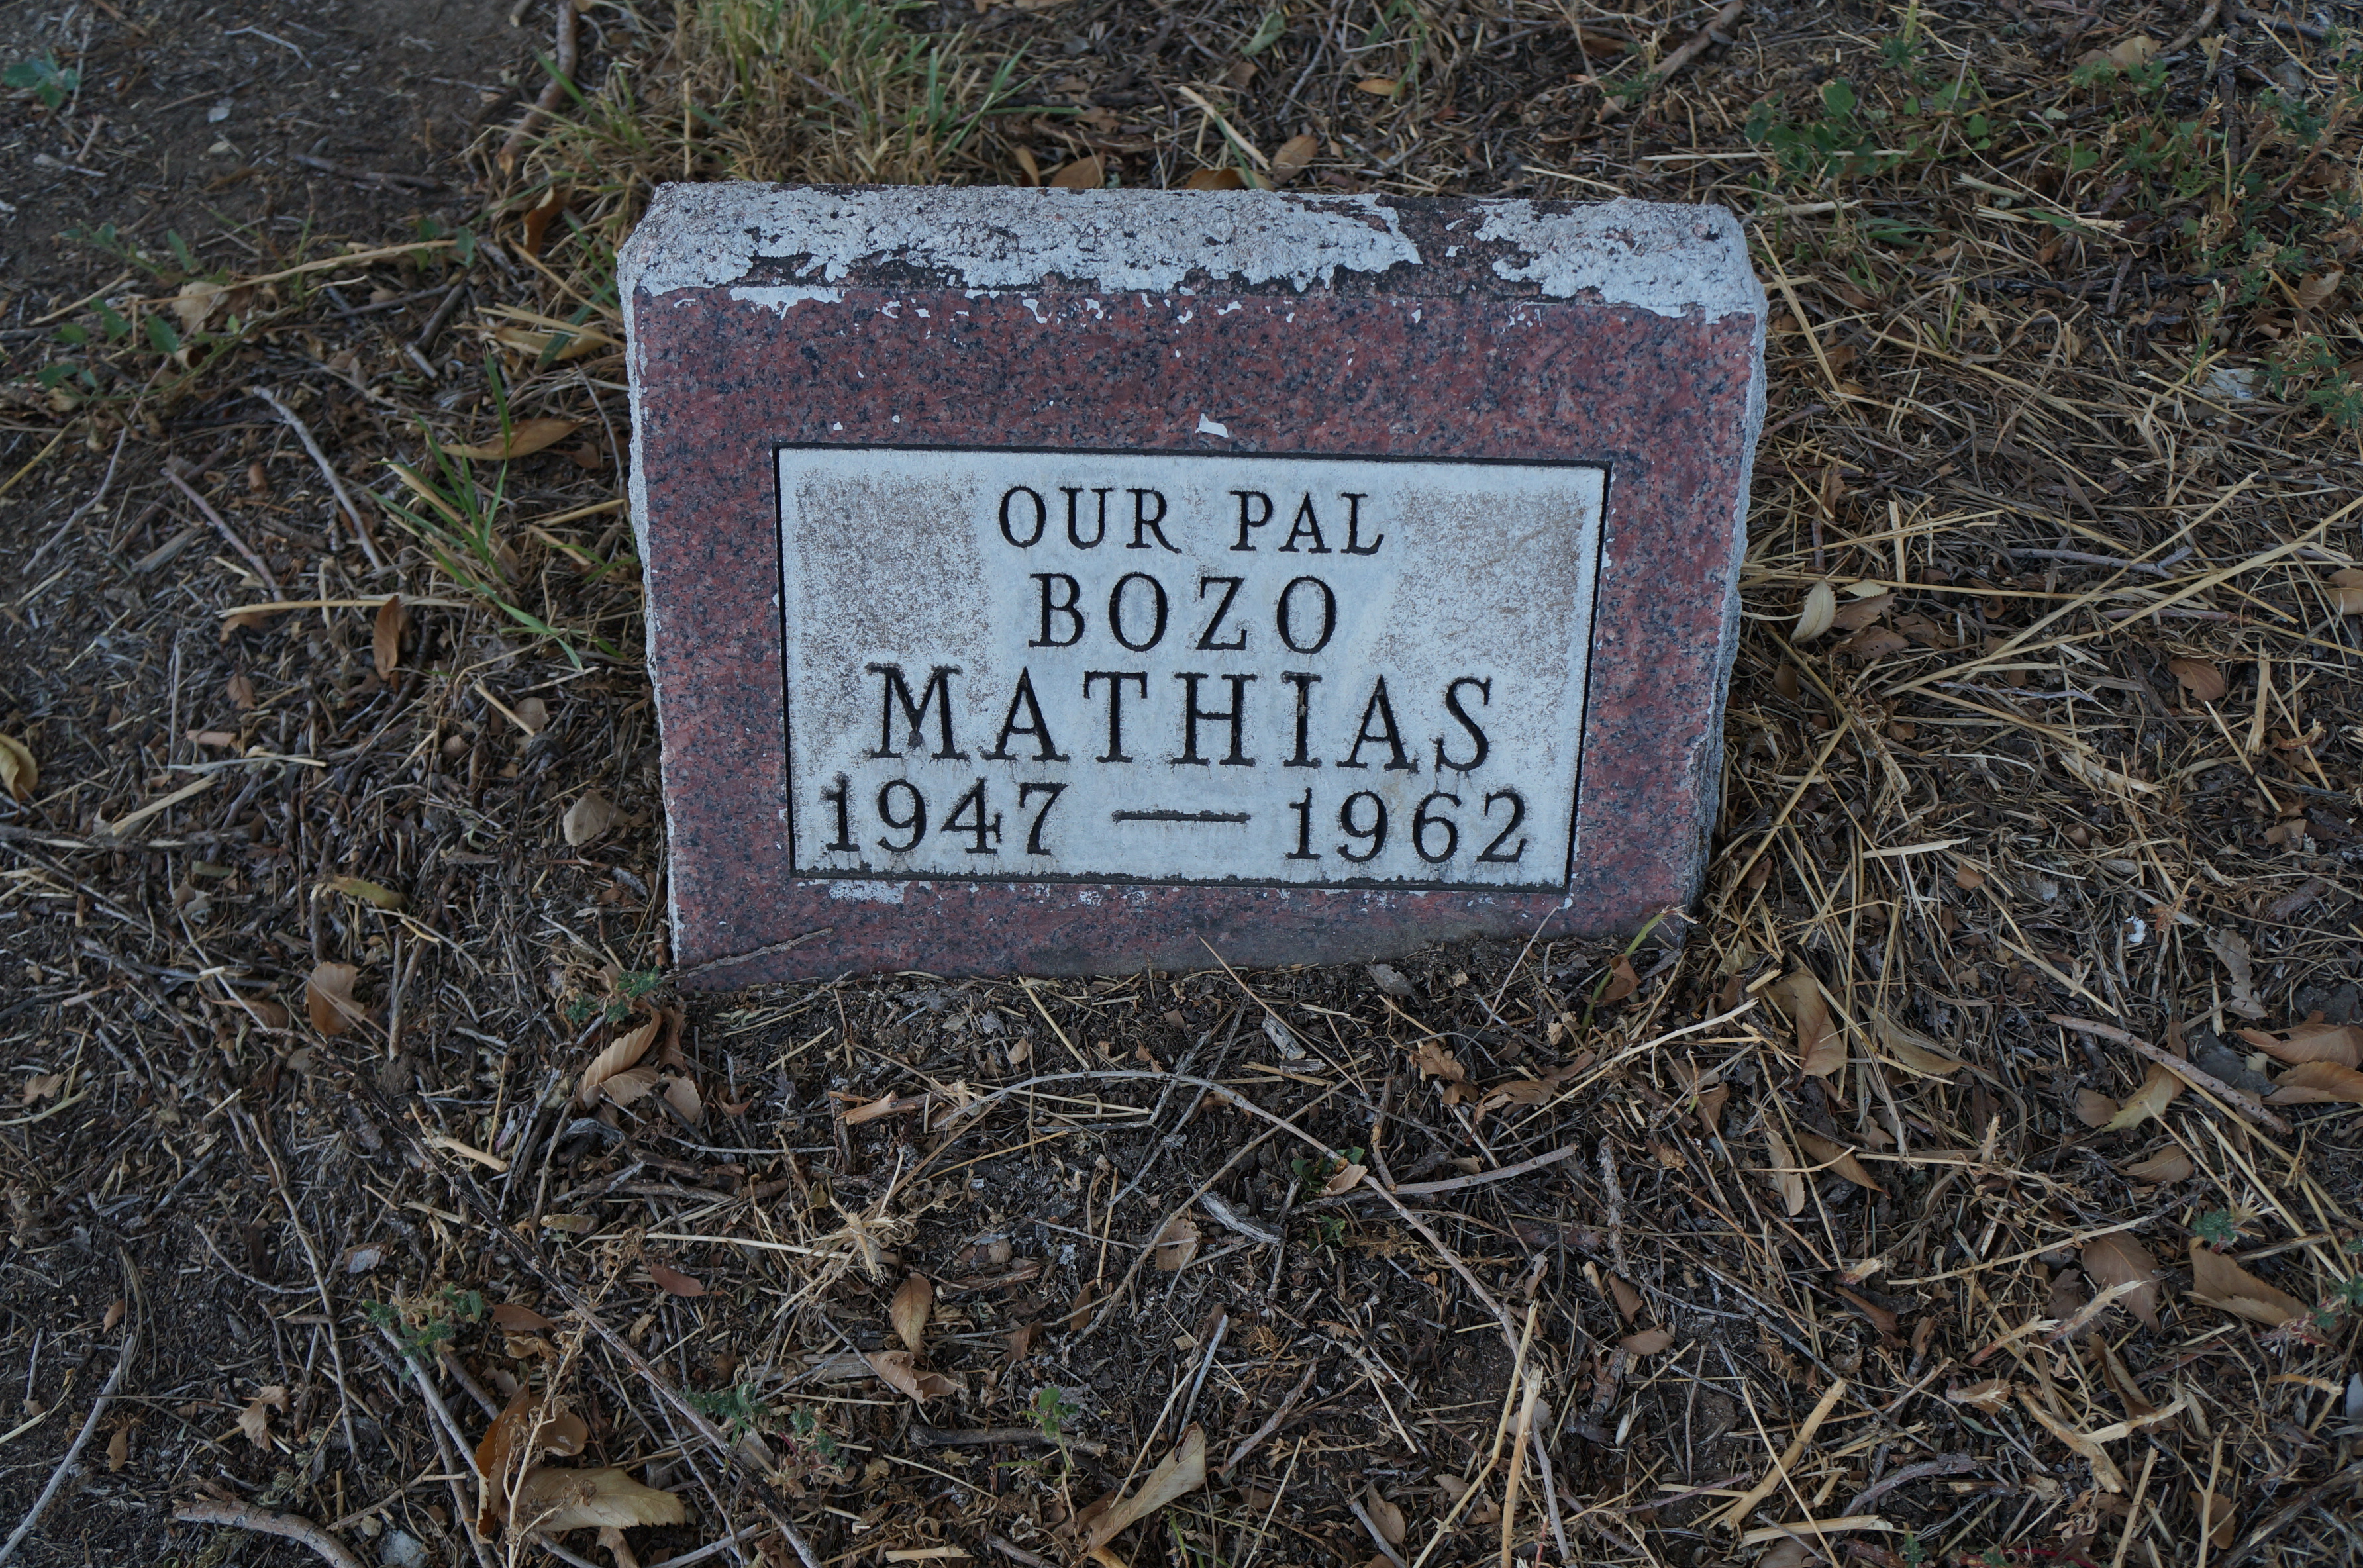 OUR PAL
BOZO
MATHIAS
1947 — 1962